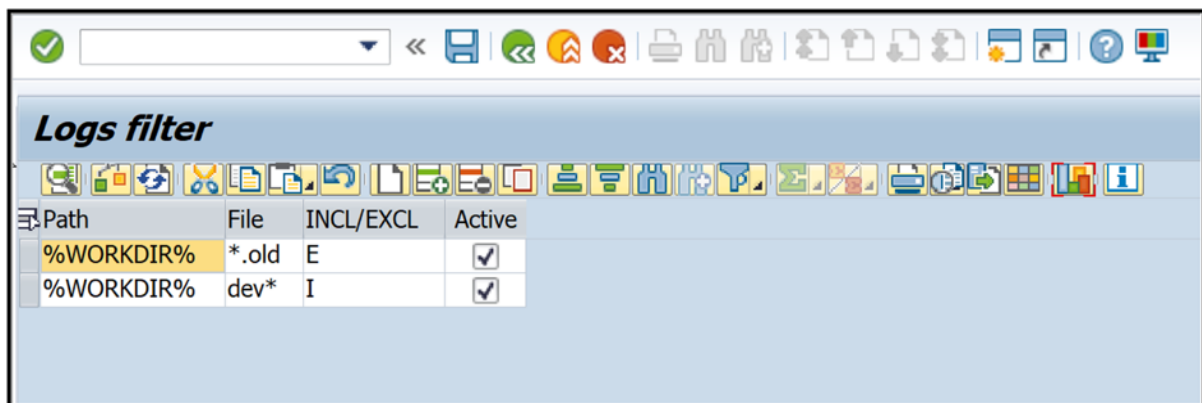 Logs filter
Path File INCL/EXCL Active
%WORKDIR% *.old E
%WORKDIR% dev* I